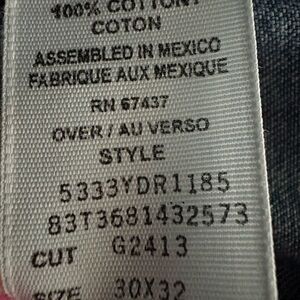 100% COTTON
COTON
ASSEMBLED IN MEXICO
FABRIQUE AUX MEXIQUE
RN 67437
OVER / AU VERSO
STYLE
5333YDR1185
83T3681432573
CUT G2413
SIZE 30X32